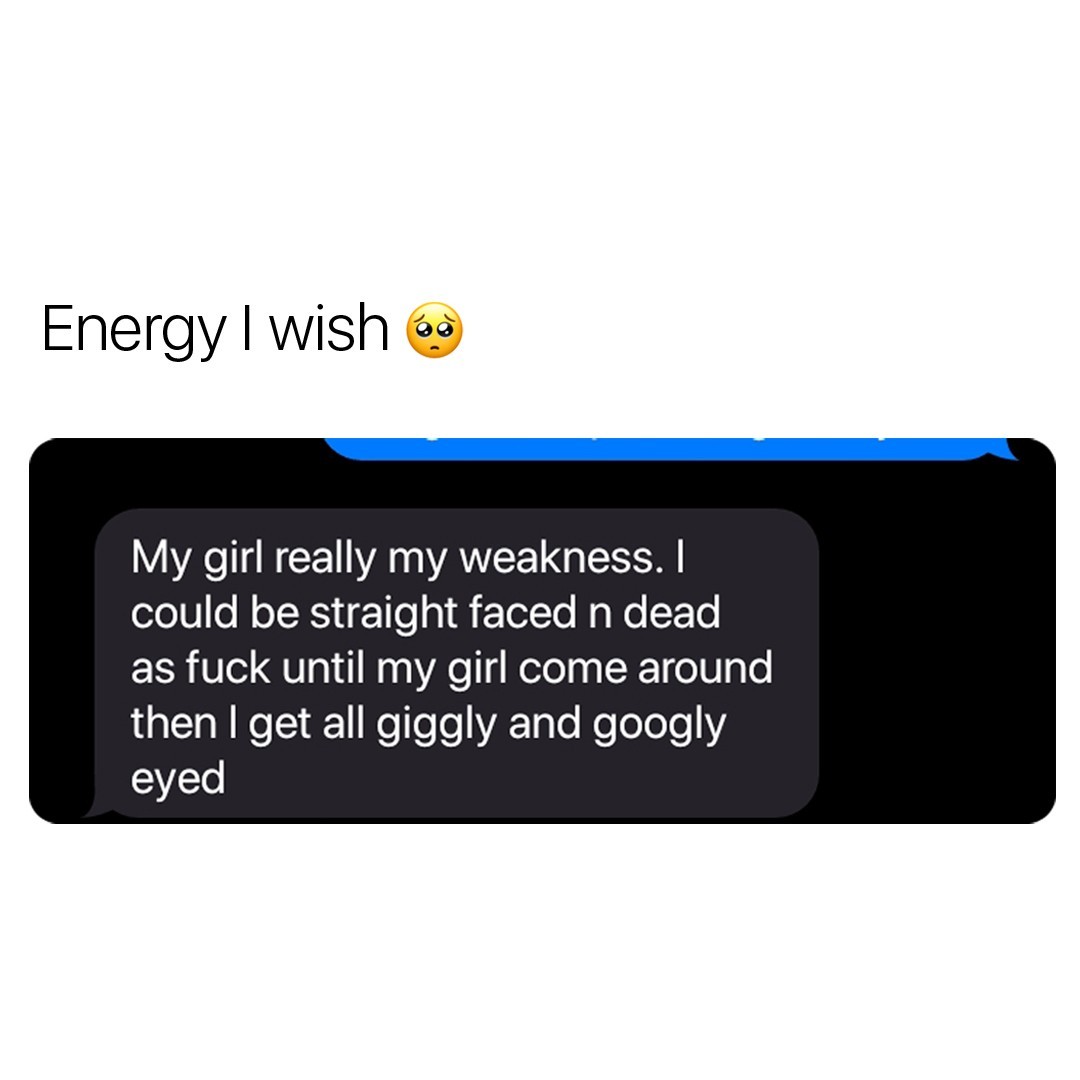 Energy I wish 🥺
My girl really my weakness. I
could be straight faced n dead
as fuck until my girl come around
then I get all giggly and googly
eyed